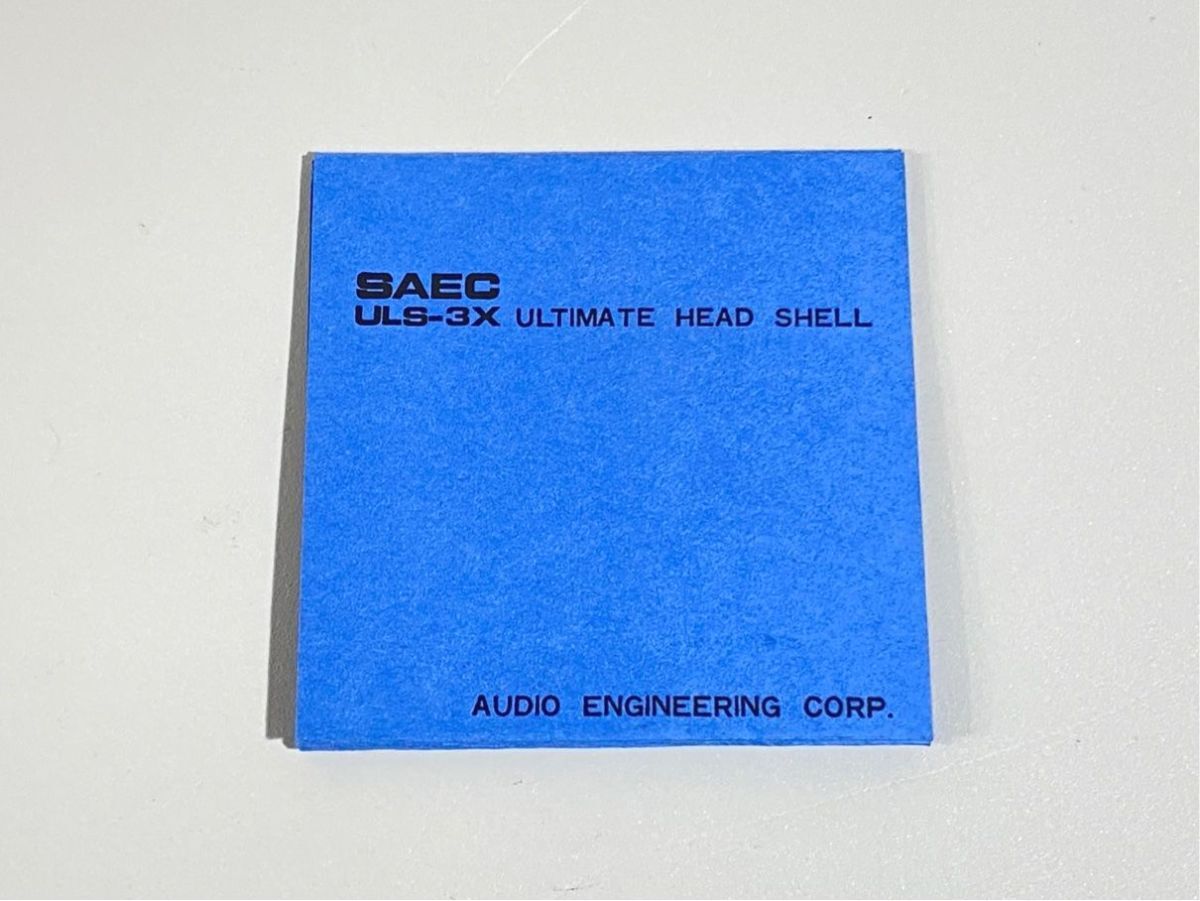 SAEC
ULS-3X ULTIMATE HEAD SHELL
AUDIO ENGINEERING CORP.